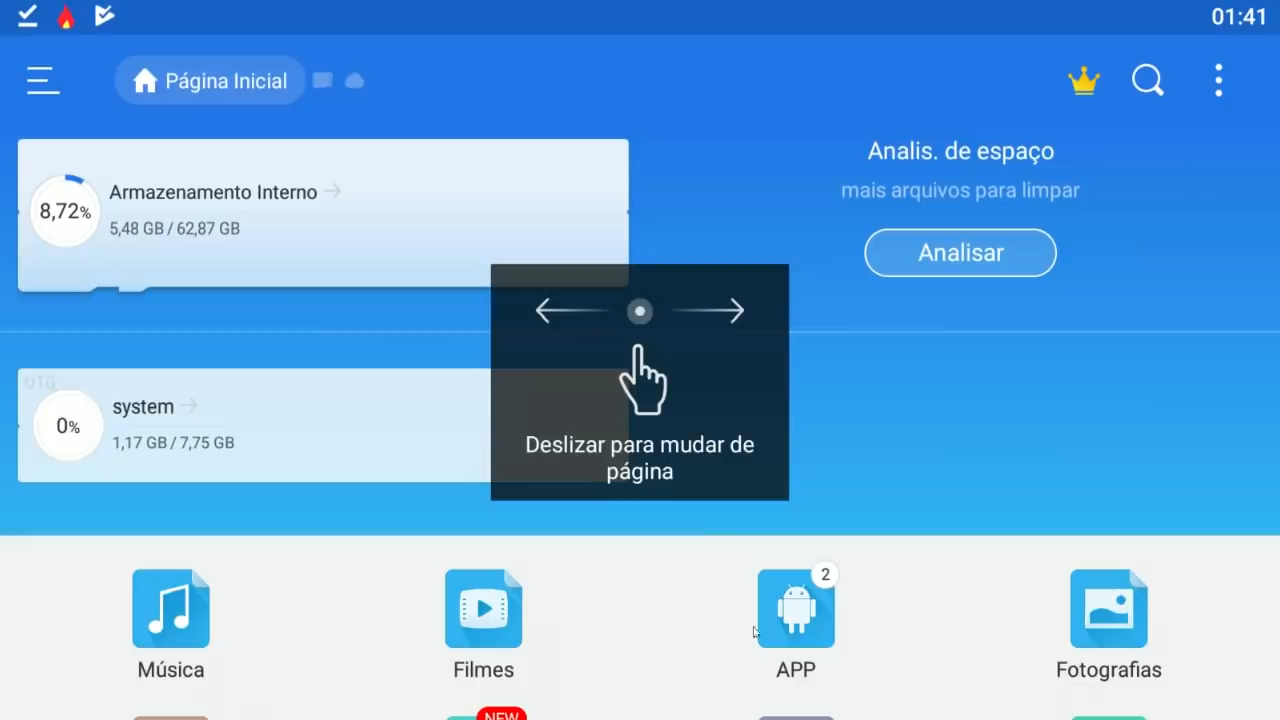 01:41
Página Inicial
Analis. de espaço
mais arquivos para limpar
Analisar
8,72%
Armazenamento Interno
5,48 GB / 62,87 GB
Deslizar para mudar de
página
OTG
0%
system
1,17 GB / 7,75 GB
2
Música
Filmes
APP
Fotografias
NEW